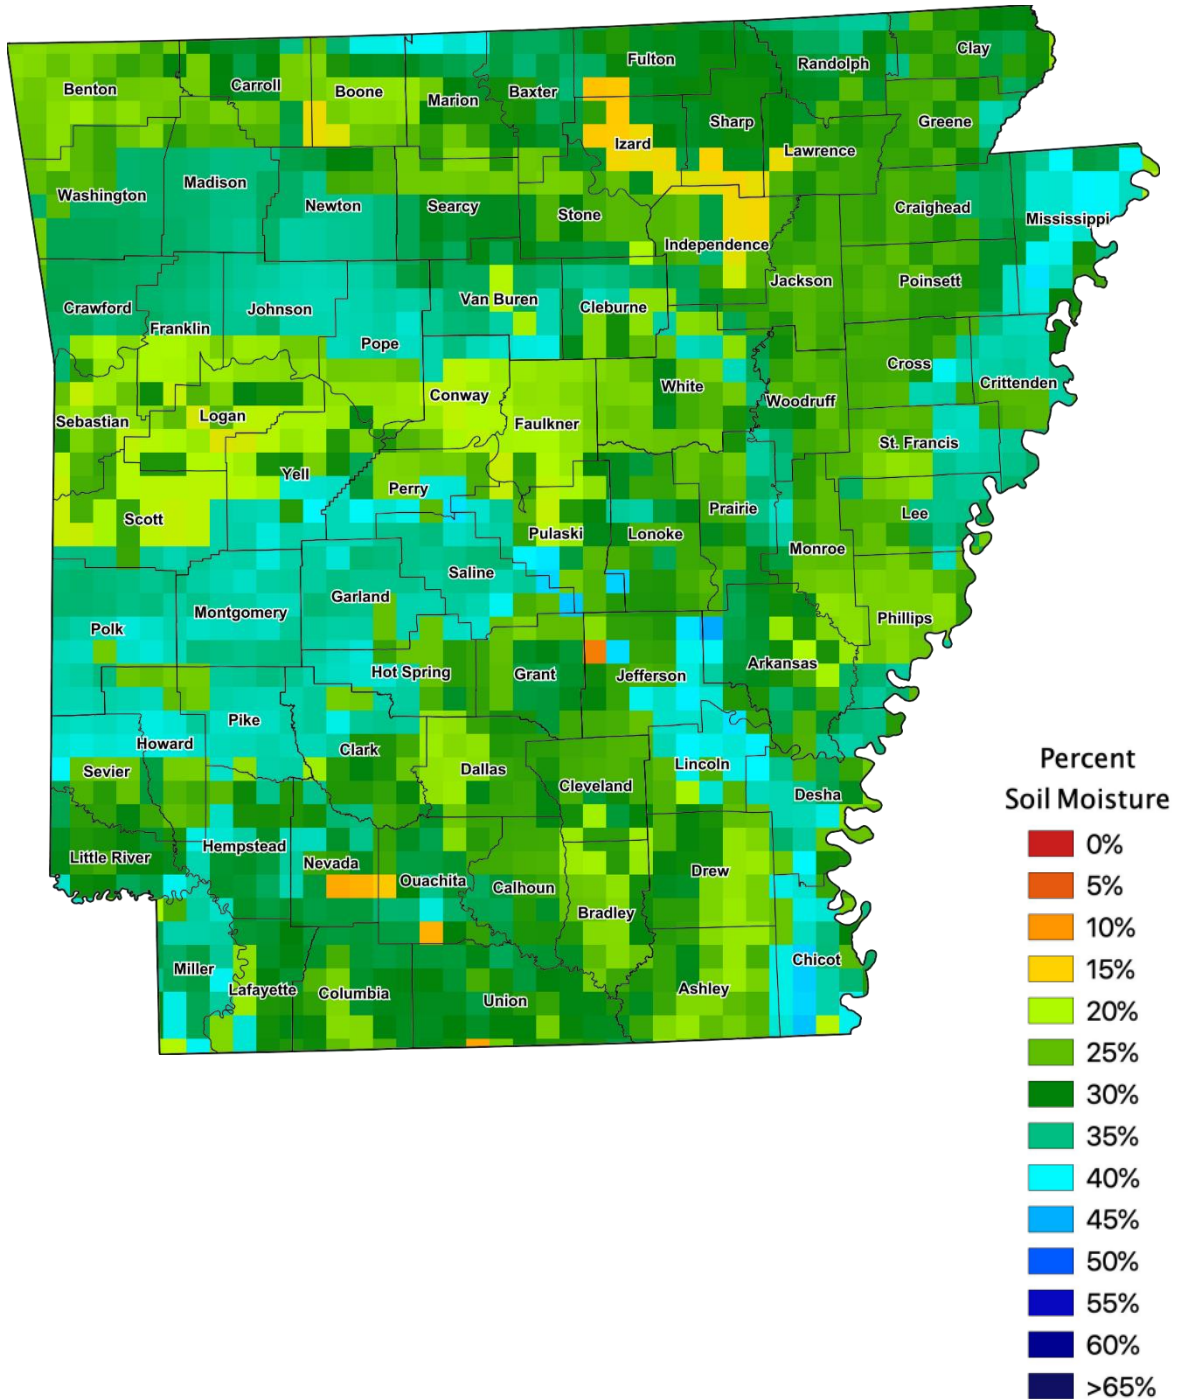 Clay
Fulton
Randolph
Carroll
Benton
Boone
Baxter
Marion
Sharp
Greene
Izard
Lawrence
Madison
Washington
Newton
Searcy
Craighead
Stone
Mississippi
Independence
Jackson
Poinsett
Van Buren
Crawford
Cleburne
Johnson
Franklin
Pope
Cross
Crittenden
White
Conway
Woodruff
Logan
Sebastian
Faulkner
St. Francis
Yell
Perry
Prairie
Lee
Scott
Pulaski
Lonoke
Monroe
Saline
Garland
Montgomery
Phillips
Polk
Arkansas
Hot Spring
Grant
Jefferson
Pike
Howard
Clark
Lincoln
Sevier
Dallas
Cleveland
Desha
Hempstead
Little River
Nevada
Drew
Ouachita
Calhoun
Bradley
Chicot
Miller
Lafayette
Columbia
Ashley
Union
Percent
Soil Moisture
0%
5%
10%
15%
20%
25%
30%
35%
40%
45%
50%
55%
60%
>65%